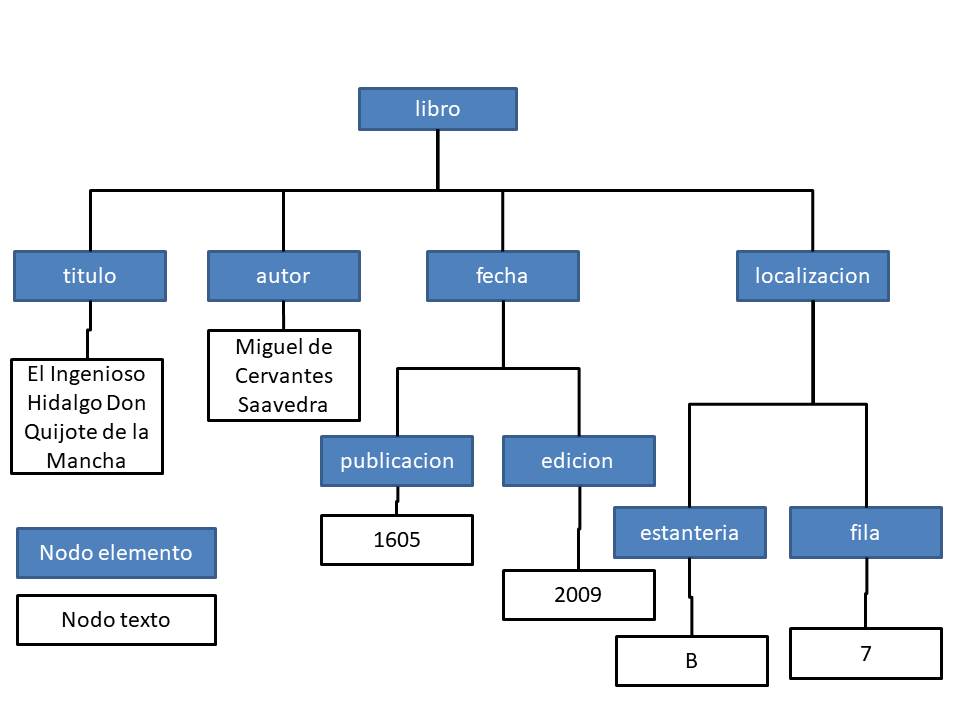 libro
titulo
autor
fecha
localizacion
El Ingenioso
Hidalgo Don
Quijote de la
Mancha
Miguel de
Cervantes
Saavedra
publicacion
edicion
1605
2009
estanteria
fila
B
7
Nodo elemento
Nodo texto